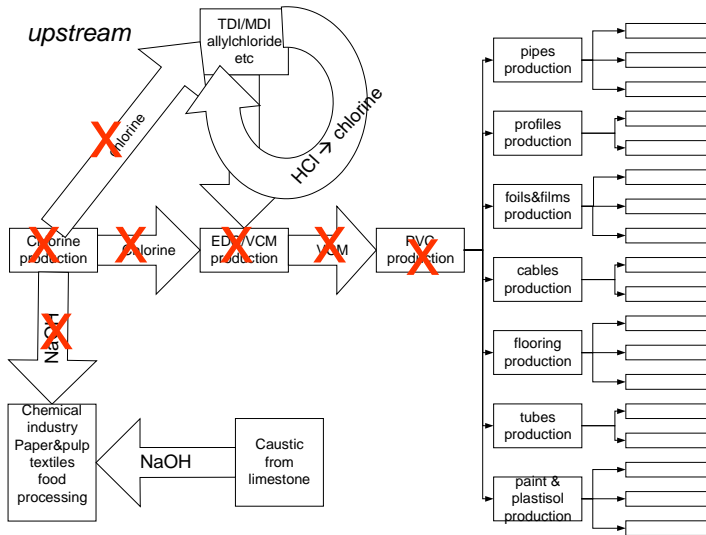 upstream
TDI/MDI
allylchloride
etc
HCl → chlorine
chlorine
Chlorine
production
Chlorine
EDC/VCM
production
VCM
PVC
production
NaOH
Chemical
industry
Paper&pulp
textiles
food
processing
NaOH
Caustic
from
limestone
pipes
production
profiles
production
foils&films
production
cables
production
flooring
production
tubes
production
paint &
plastisol
production